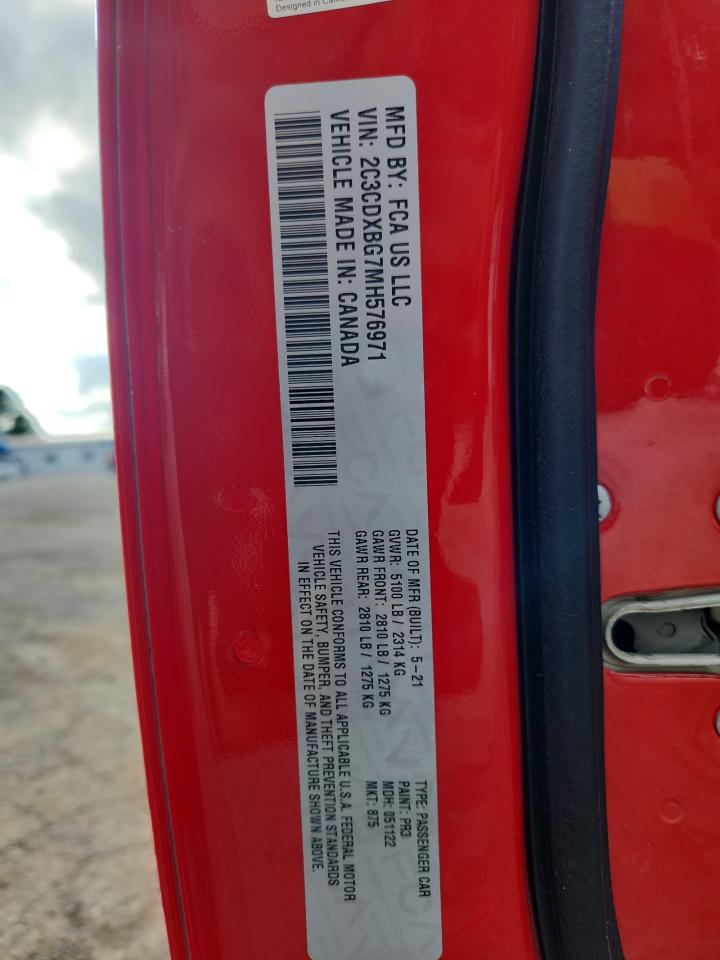 Designed in
MFD BY: FCA US LLC
VIN: 2C3CDXBG7MH576971
VEHICLE MADE IN: CANADA
DATE OF MFR (BUILT): 5-21
GVWR: 5100 LB / 2314 KG
GAWR FRONT: 2810 LB / 1275 KG
GAWR REAR: 2810 LB / 1275 KG
TYPE: PASSENGER CAR
PAINT: PR3
MDH: 051122
MKT: 875
THIS VEHICLE CONFORMS TO ALL APPLICABLE U.S.A. FEDERAL MOTOR
VEHICLE SAFETY, BUMPER, AND THEFT PREVENTION STANDARDS
IN EFFECT ON THE DATE OF MANUFACTURE SHOWN ABOVE.